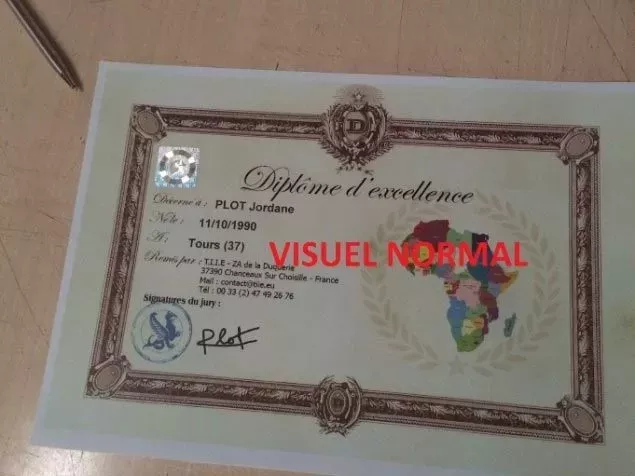 D
Diplôme d'excellence
Décerné à : PLOT Jordane
Né le : 11/10/1990
A : Tours (37)
VISUEL NORMAL
Remis par : T.I.I.E - ZA de la Duquerie
37390 Chanceaux Sur Choisille - France
Mail : contact@tiie.eu
Tél : 00 33 (2) 47 49 26 76
Signatures du jury :
Plot